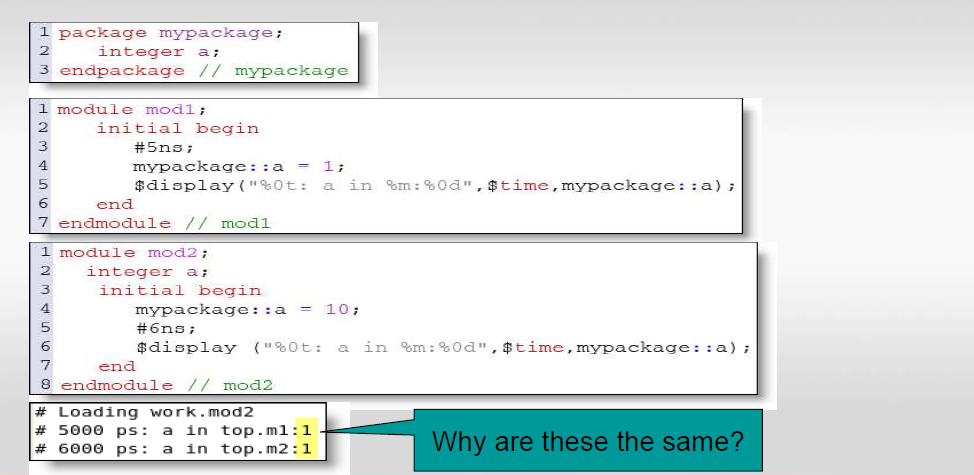 1 package mypackage;
2 integer a;
3 endpackage // mypackage
1 module mod1;
2 initial begin
3 #5ns;
4 mypackage::a = 1;
5 $display("%0t: a in %m:%0d",$time,mypackage::a);
6 end
7 endmodule // mod1
1 module mod2;
2 integer a;
3 initial begin
4 mypackage::a = 10;
5 #6ns;
6 $display ("%0t: a in %m:%0d",$time,mypackage::a);
7 end
8 endmodule // mod2
# Loading work.mod2
# 5000 ps: a in top.m1:1
# 6000 ps: a in top.m2:1
Why are these the same?